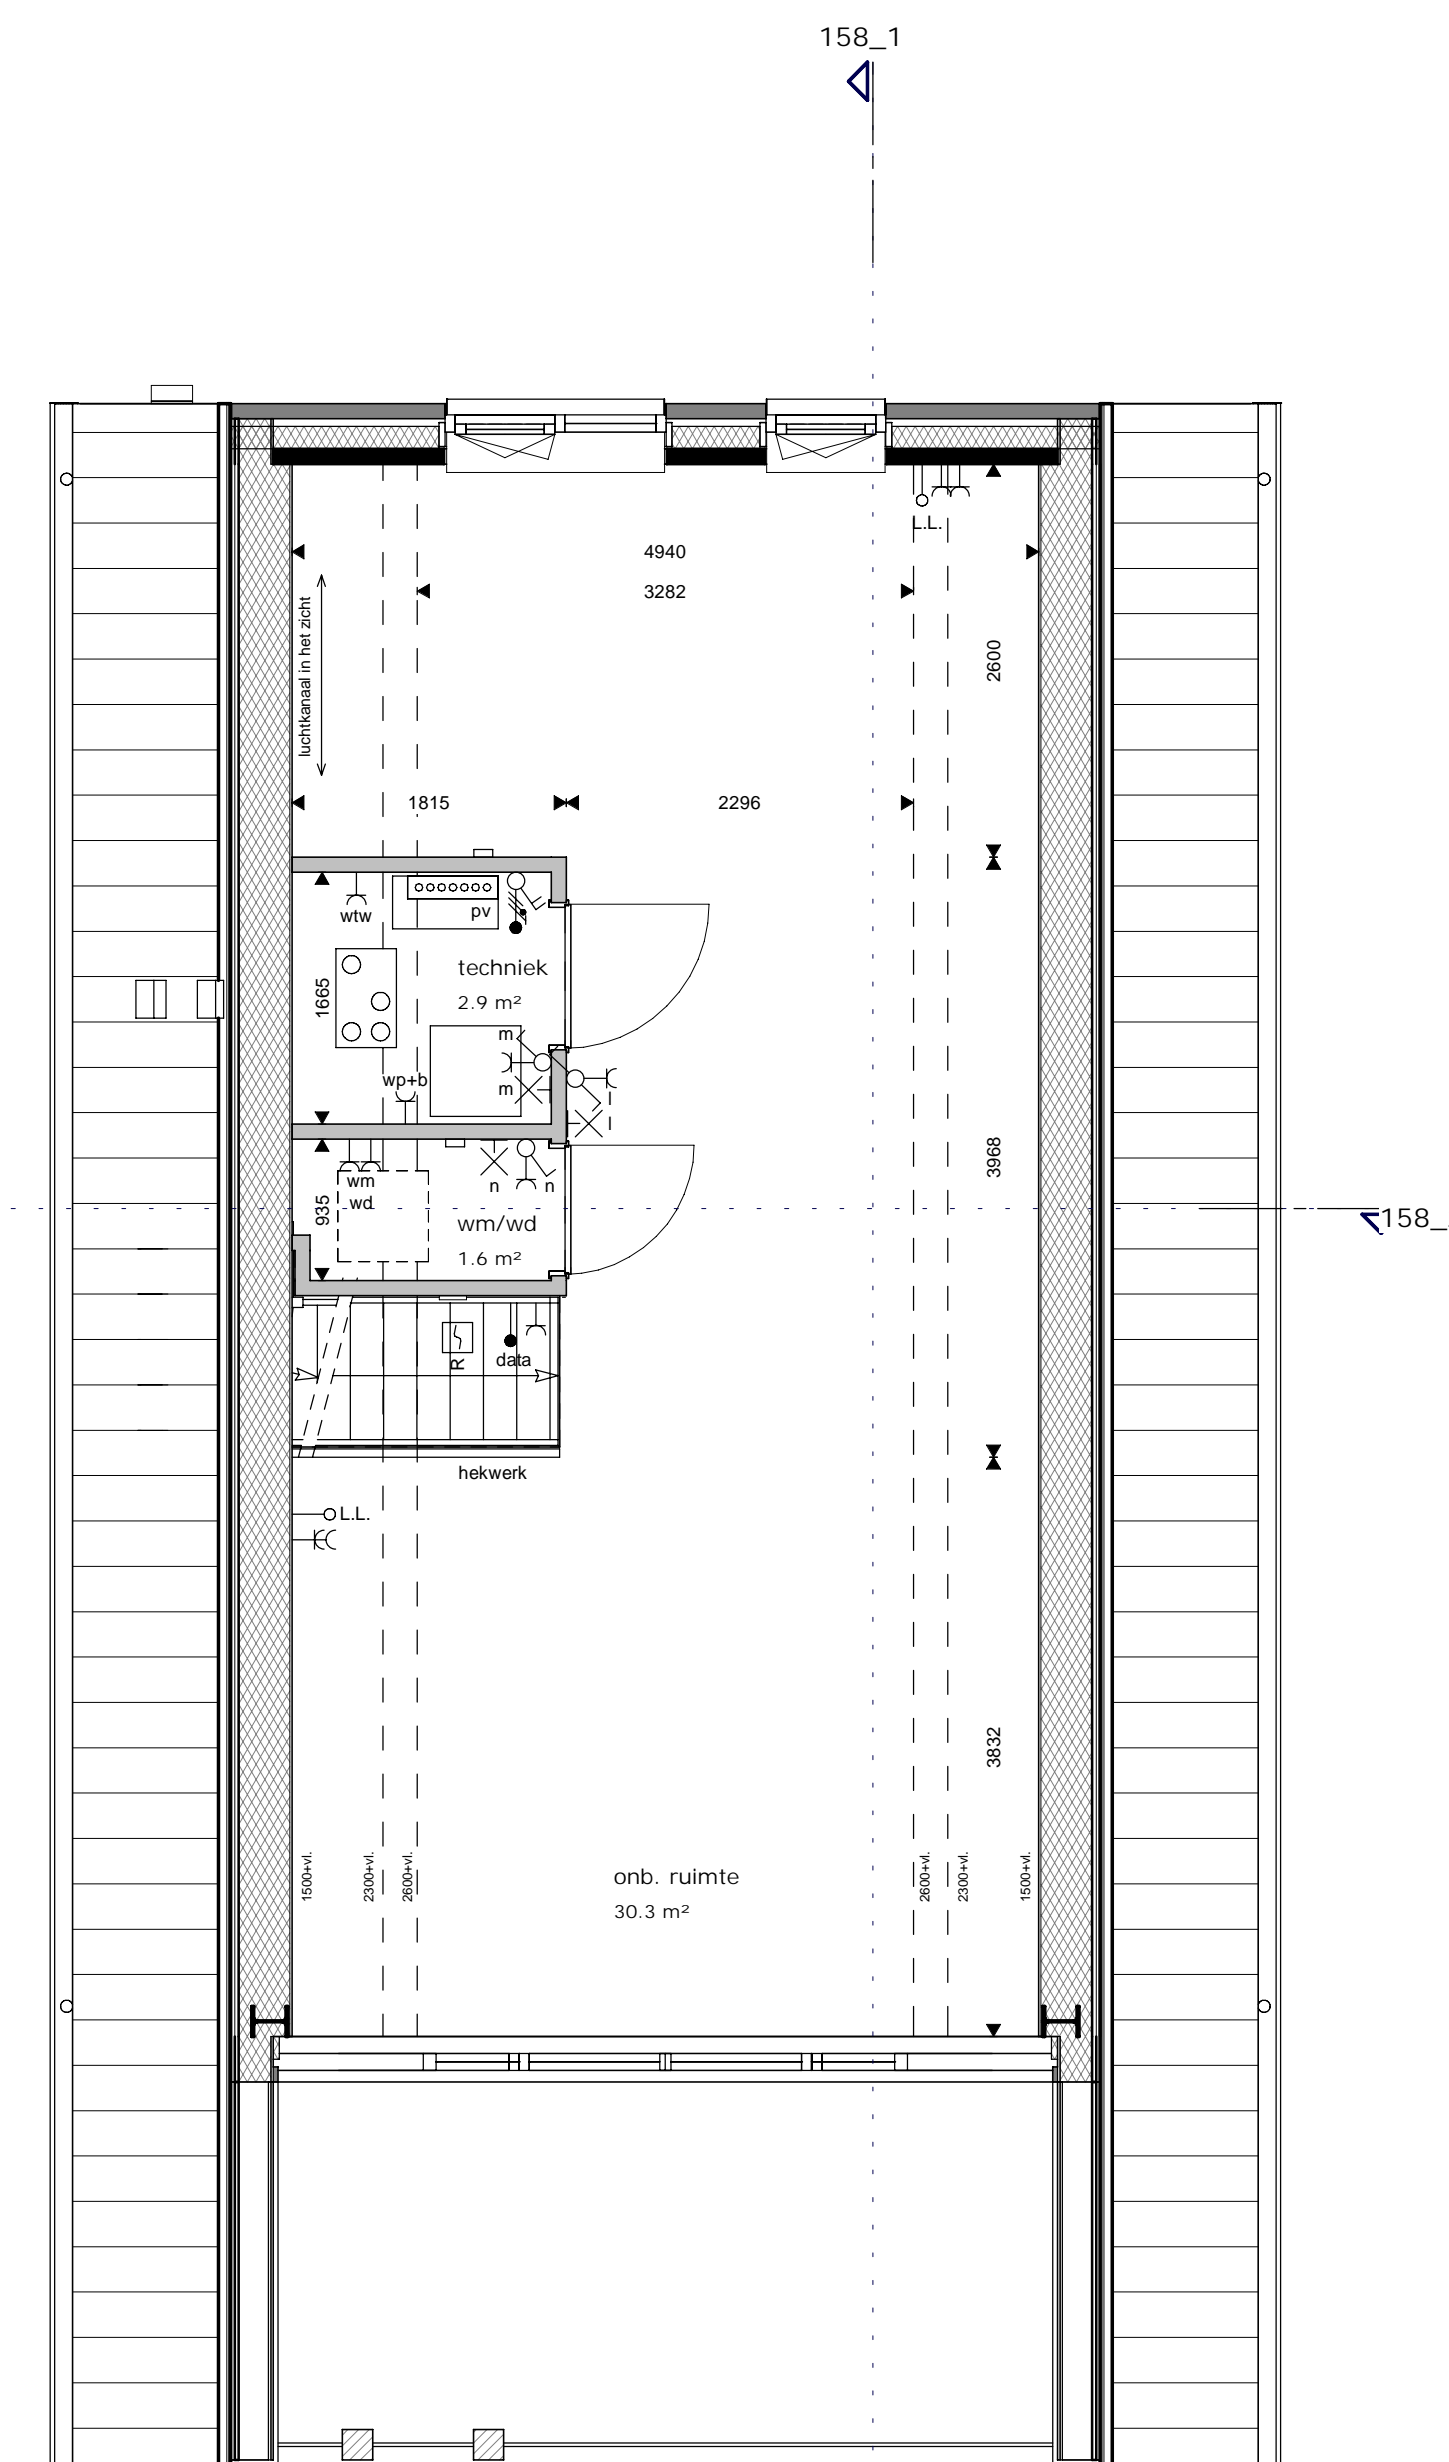 158_1
L.L.
4940
3282
luchtkanaal in het zicht
2600
1815
2296
wtw
pv
techniek
2.9 m²
1665
m
wp+b
m
l
l
3968
wm
wd
n
n
935
wm/wd
1.6 m²
158_
R
data
hekwerk
L.L.
3832
1500+vl.
2300+vl.
2600+vl.
onb. ruimte
30.3 m²
2600+vl.
2300+vl.
1500+vl.